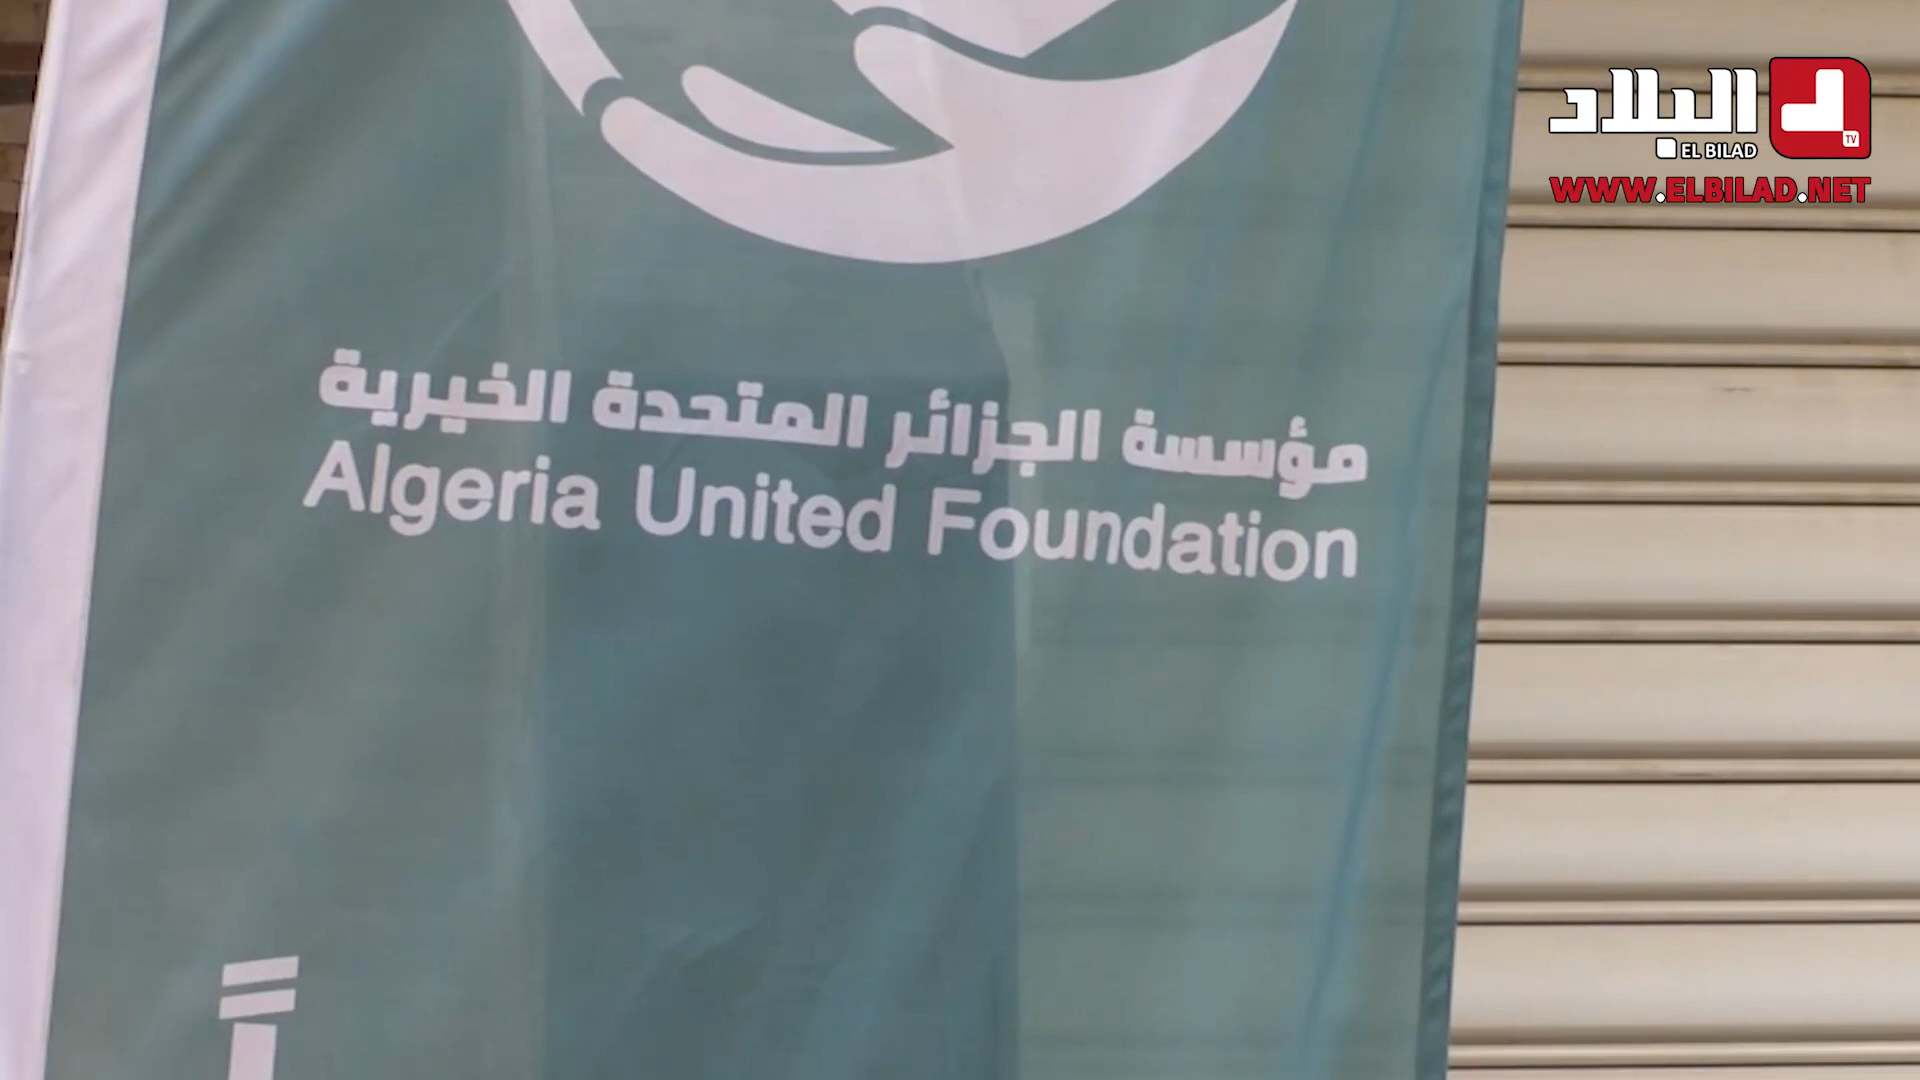 البلاد
EL BILAD
TV
WWW.ELBILAD.NET
مؤسسة الجزائر المتحدة الخيرية
Algeria United Foundation